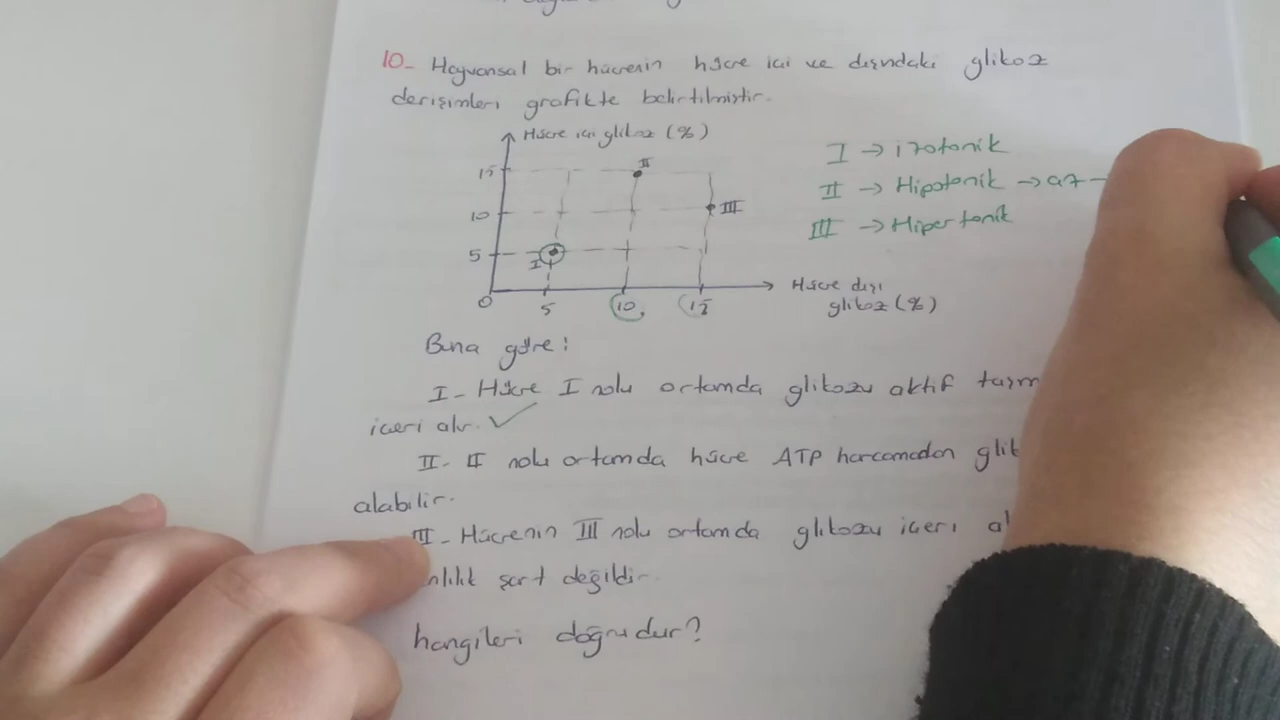 10- Hayvansal bir hücrenin hücre içi ve dışındaki glikoz
derişimleri grafikte belirtilmiştir.
Hücre içi glikoz (%)
15
II
10
III
5
I
0
5
10
15
Hücre dışı
glikoz (%)
I → izotonik
II → Hipotonik → az
III → Hipertonik
Buna göre:
I- Hücre I nolu ortamda glikozu aktif taşım
içeri alır. ✓
II- II nolu ortamda hücre ATP harcamadan glik
alabilir.
III- Hücrenin III nolu ortamda glikozu içeri al
nlılık şart değildir.
hangileri doğrudur?